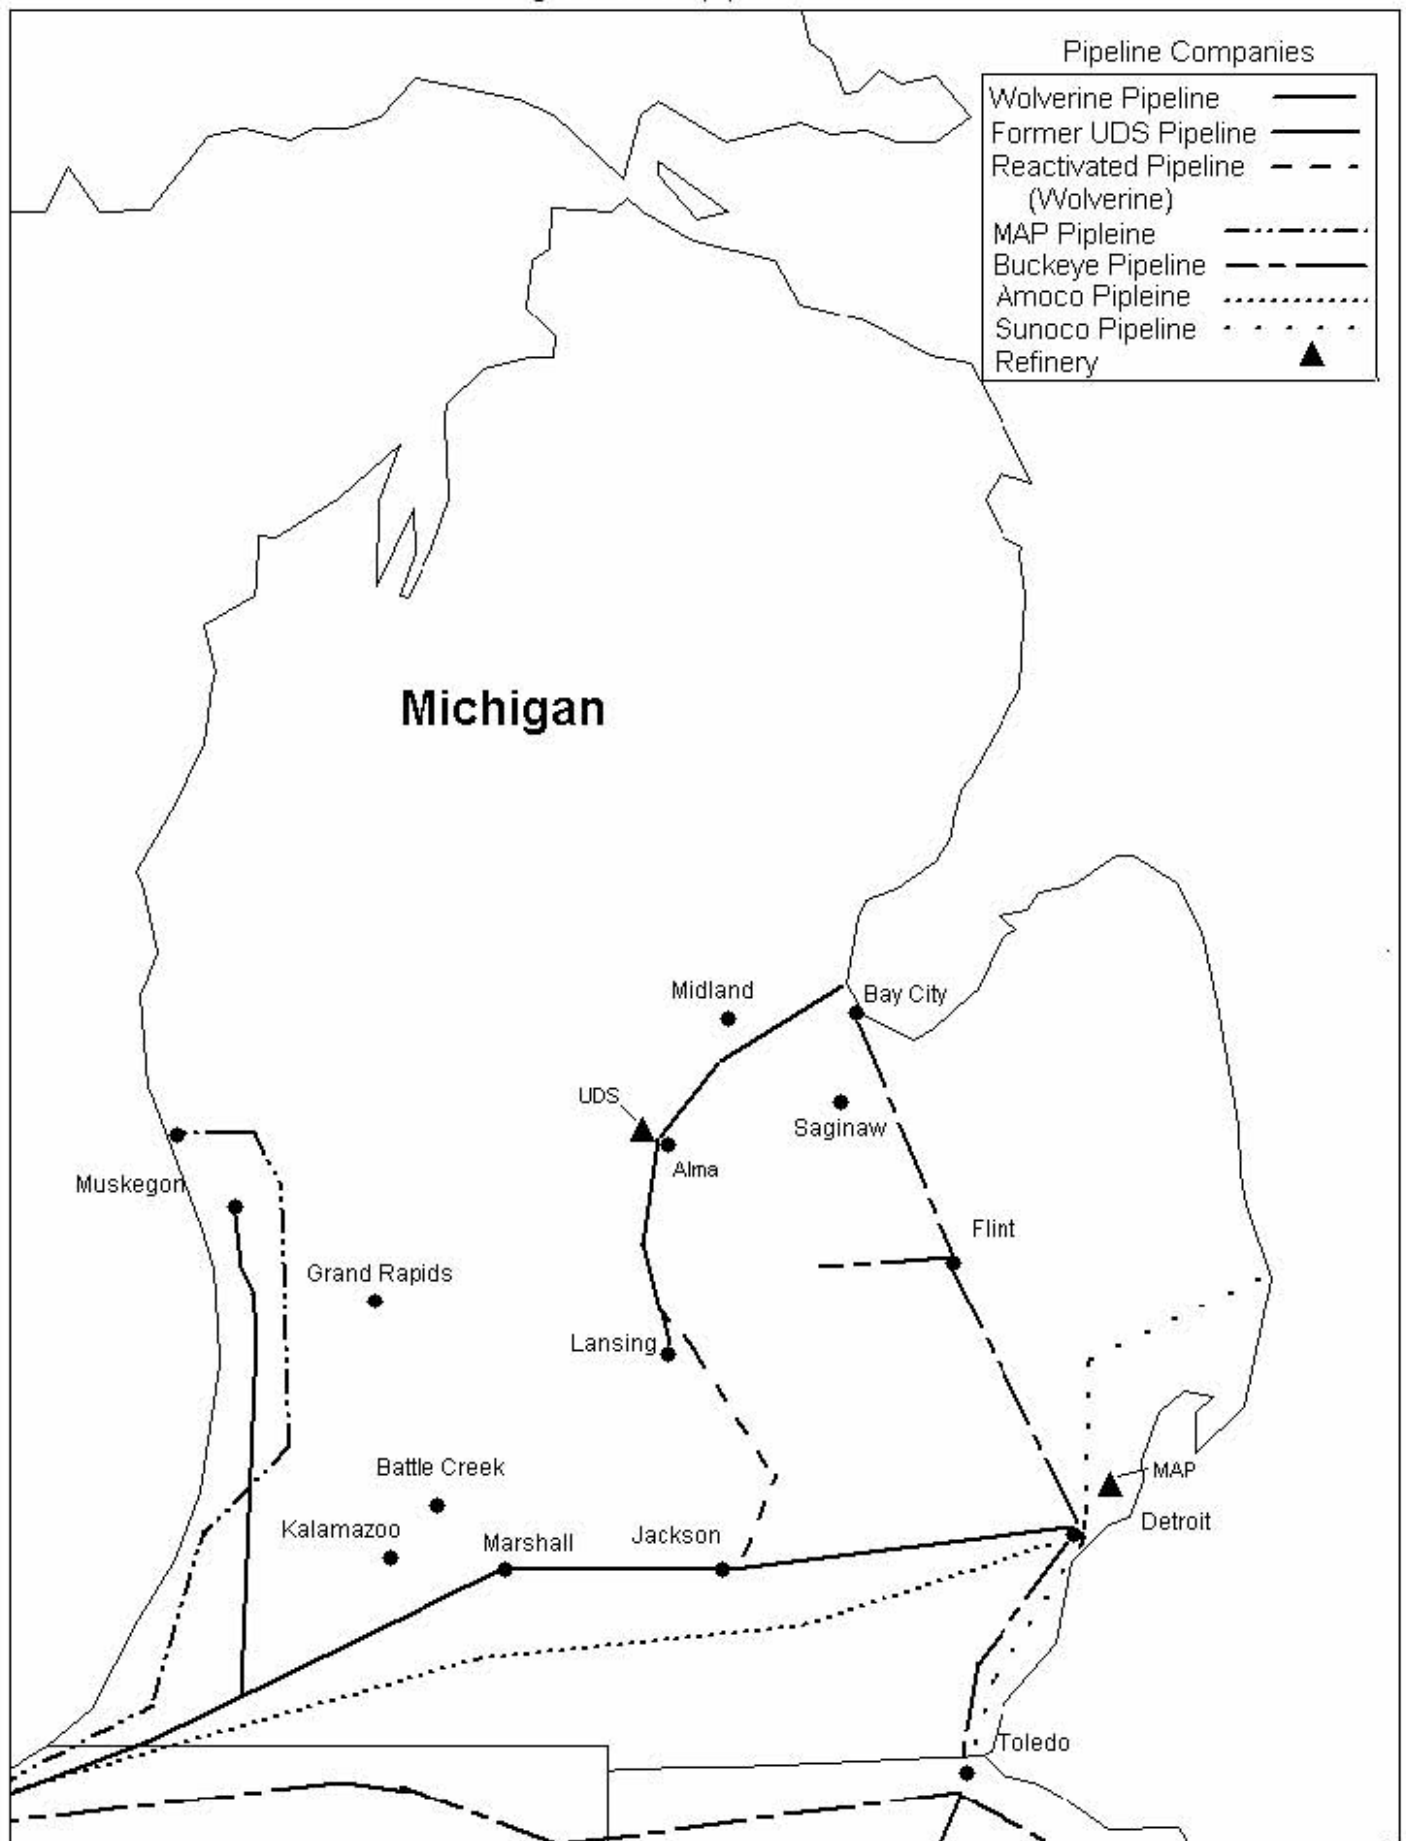 Pipeline Companies
Wolverine Pipeline
Former UDS Pipeline
Reactivated Pipeline
(Wolverine)
MAP Pipleine
Buckeye Pipeline
Amoco Pipleine
Sunoco Pipeline
Refinery
Michigan
Midland
Bay City
UDS
Saginaw
Alma
Muskegon
Flint
Grand Rapids
Lansing
Battle Creek
MAP
Kalamazoo
Marshall
Jackson
Detroit
Toledo